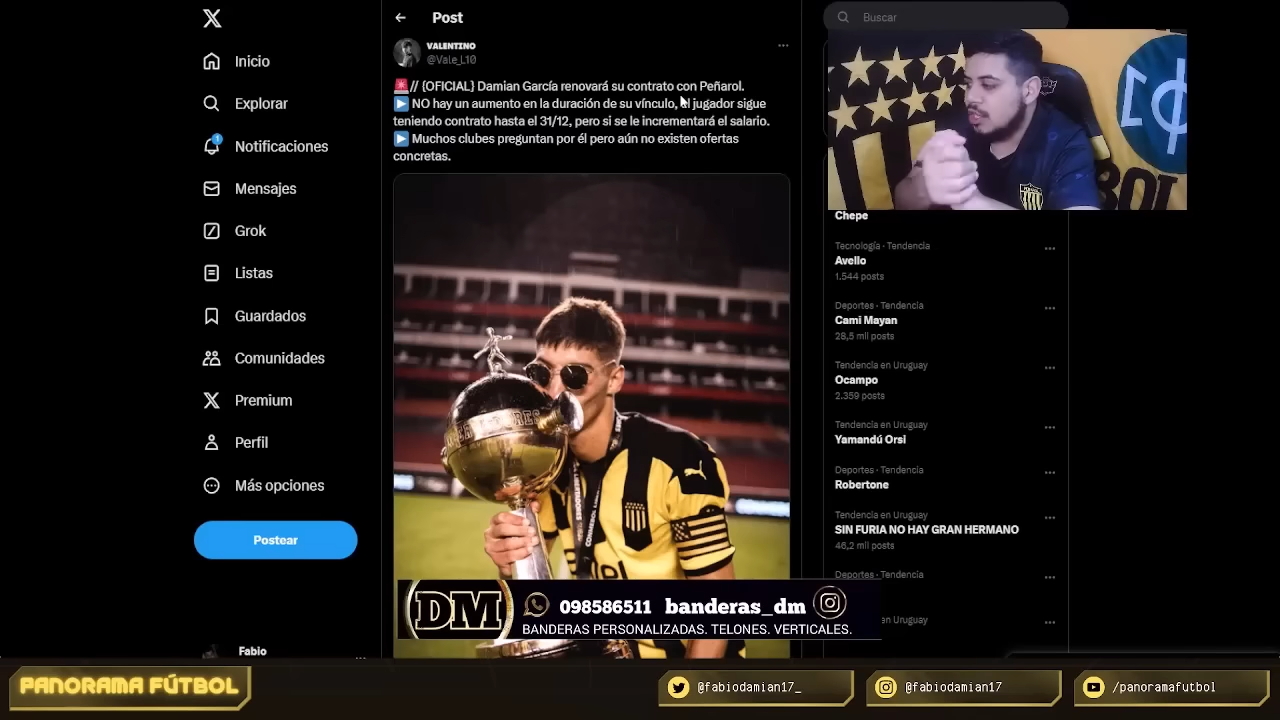 Post
Buscar
VALENTINO
@Vale_L10
Inicio
Explorar
1
Notificaciones
Mensajes
Grok
Listas
Guardados
Comunidades
Premium
Perfil
Más opciones
Postear
Fabio
// {OFICIAL} Damian García renovará su contrato con Peñarol.
NO hay un aumento en la duración de su vínculo, el jugador sigue
teniendo contrato hasta el 31/12, pero si se le incrementará el salario.
Muchos clubes preguntan por él pero aún no existen ofertas
concretas.
Chepe
Tecnología · Tendencia
Avello
1.544 posts
Deportes · Tendencia
Cami Mayan
28,5 mil posts
Tendencia en Uruguay
Ocampo
2.359 posts
Tendencia en Uruguay
Yamandú Orsi
Deportes · Tendencia
Robertone
Tendencia en Uruguay
SIN FURIA NO HAY GRAN HERMANO
46,2 mil posts
Deportes · Tendencia
en Uruguay
DM
098586511 banderas_dm
BANDERAS PERSONALIZADAS. TELONES. VERTICALES.
PANORAMA FÚTBOL
@fabiodamian17_
@fabiodamian17
/panoramafutbol